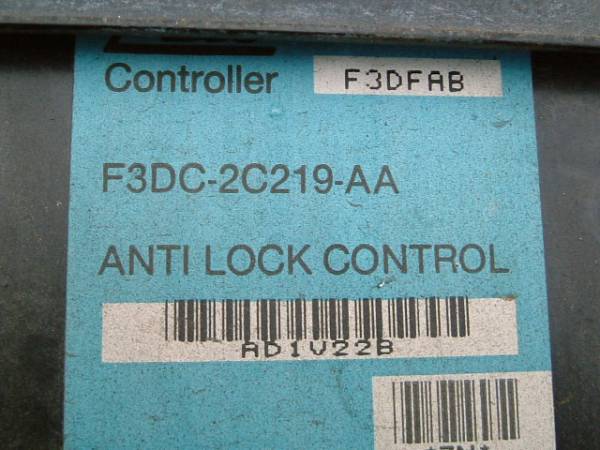 Controller F3DFAB
F3DC-2C219-AA
ANTI LOCK CONTROL
AD1V22B